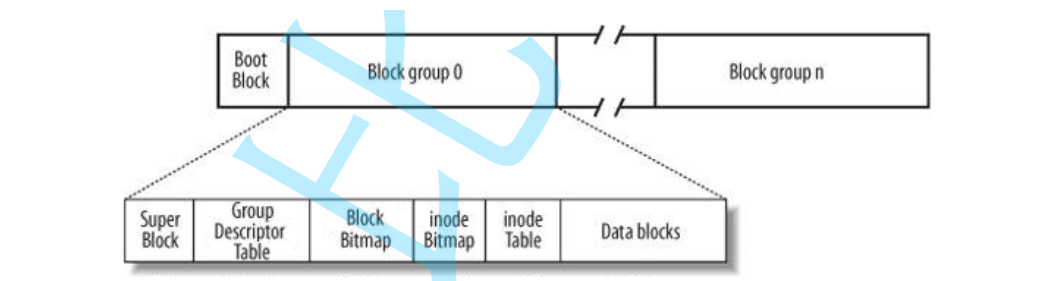 Boot
Block
Block group 0
Block group n
Super
Block
Group
Descriptor
Table
Block
Bitmap
inode
Bitmap
inode
Table
Data blocks